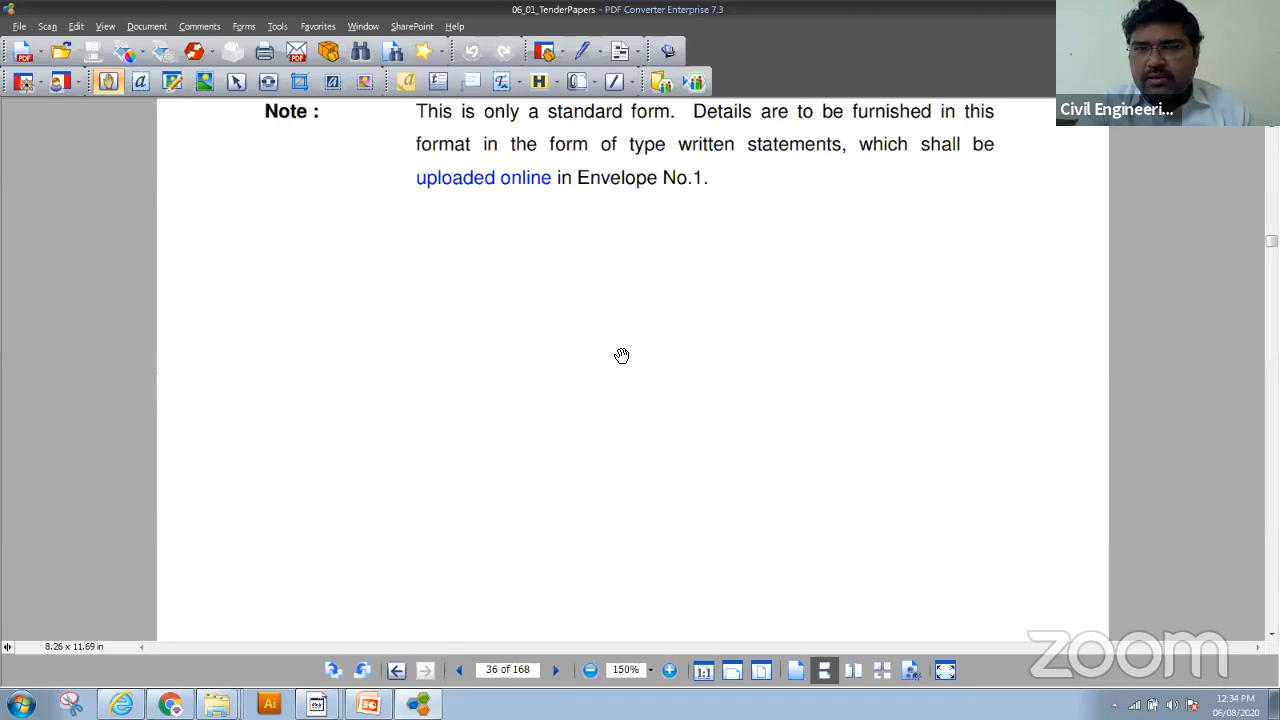 06_01_TenderPapers - PDF Converter Enterprise 7.3
File Scan Edit View Document Comments Forms Tools Favorites Window SharePoint Help
Civil Engineeri...
Note : This is only a standard form. Details are to be furnished in this
format in the form of type written statements, which shall be
uploaded online in Envelope No.1.
8.26 x 11.69 in
36 of 168 150%
zoom
12:34 PM
06/08/2020